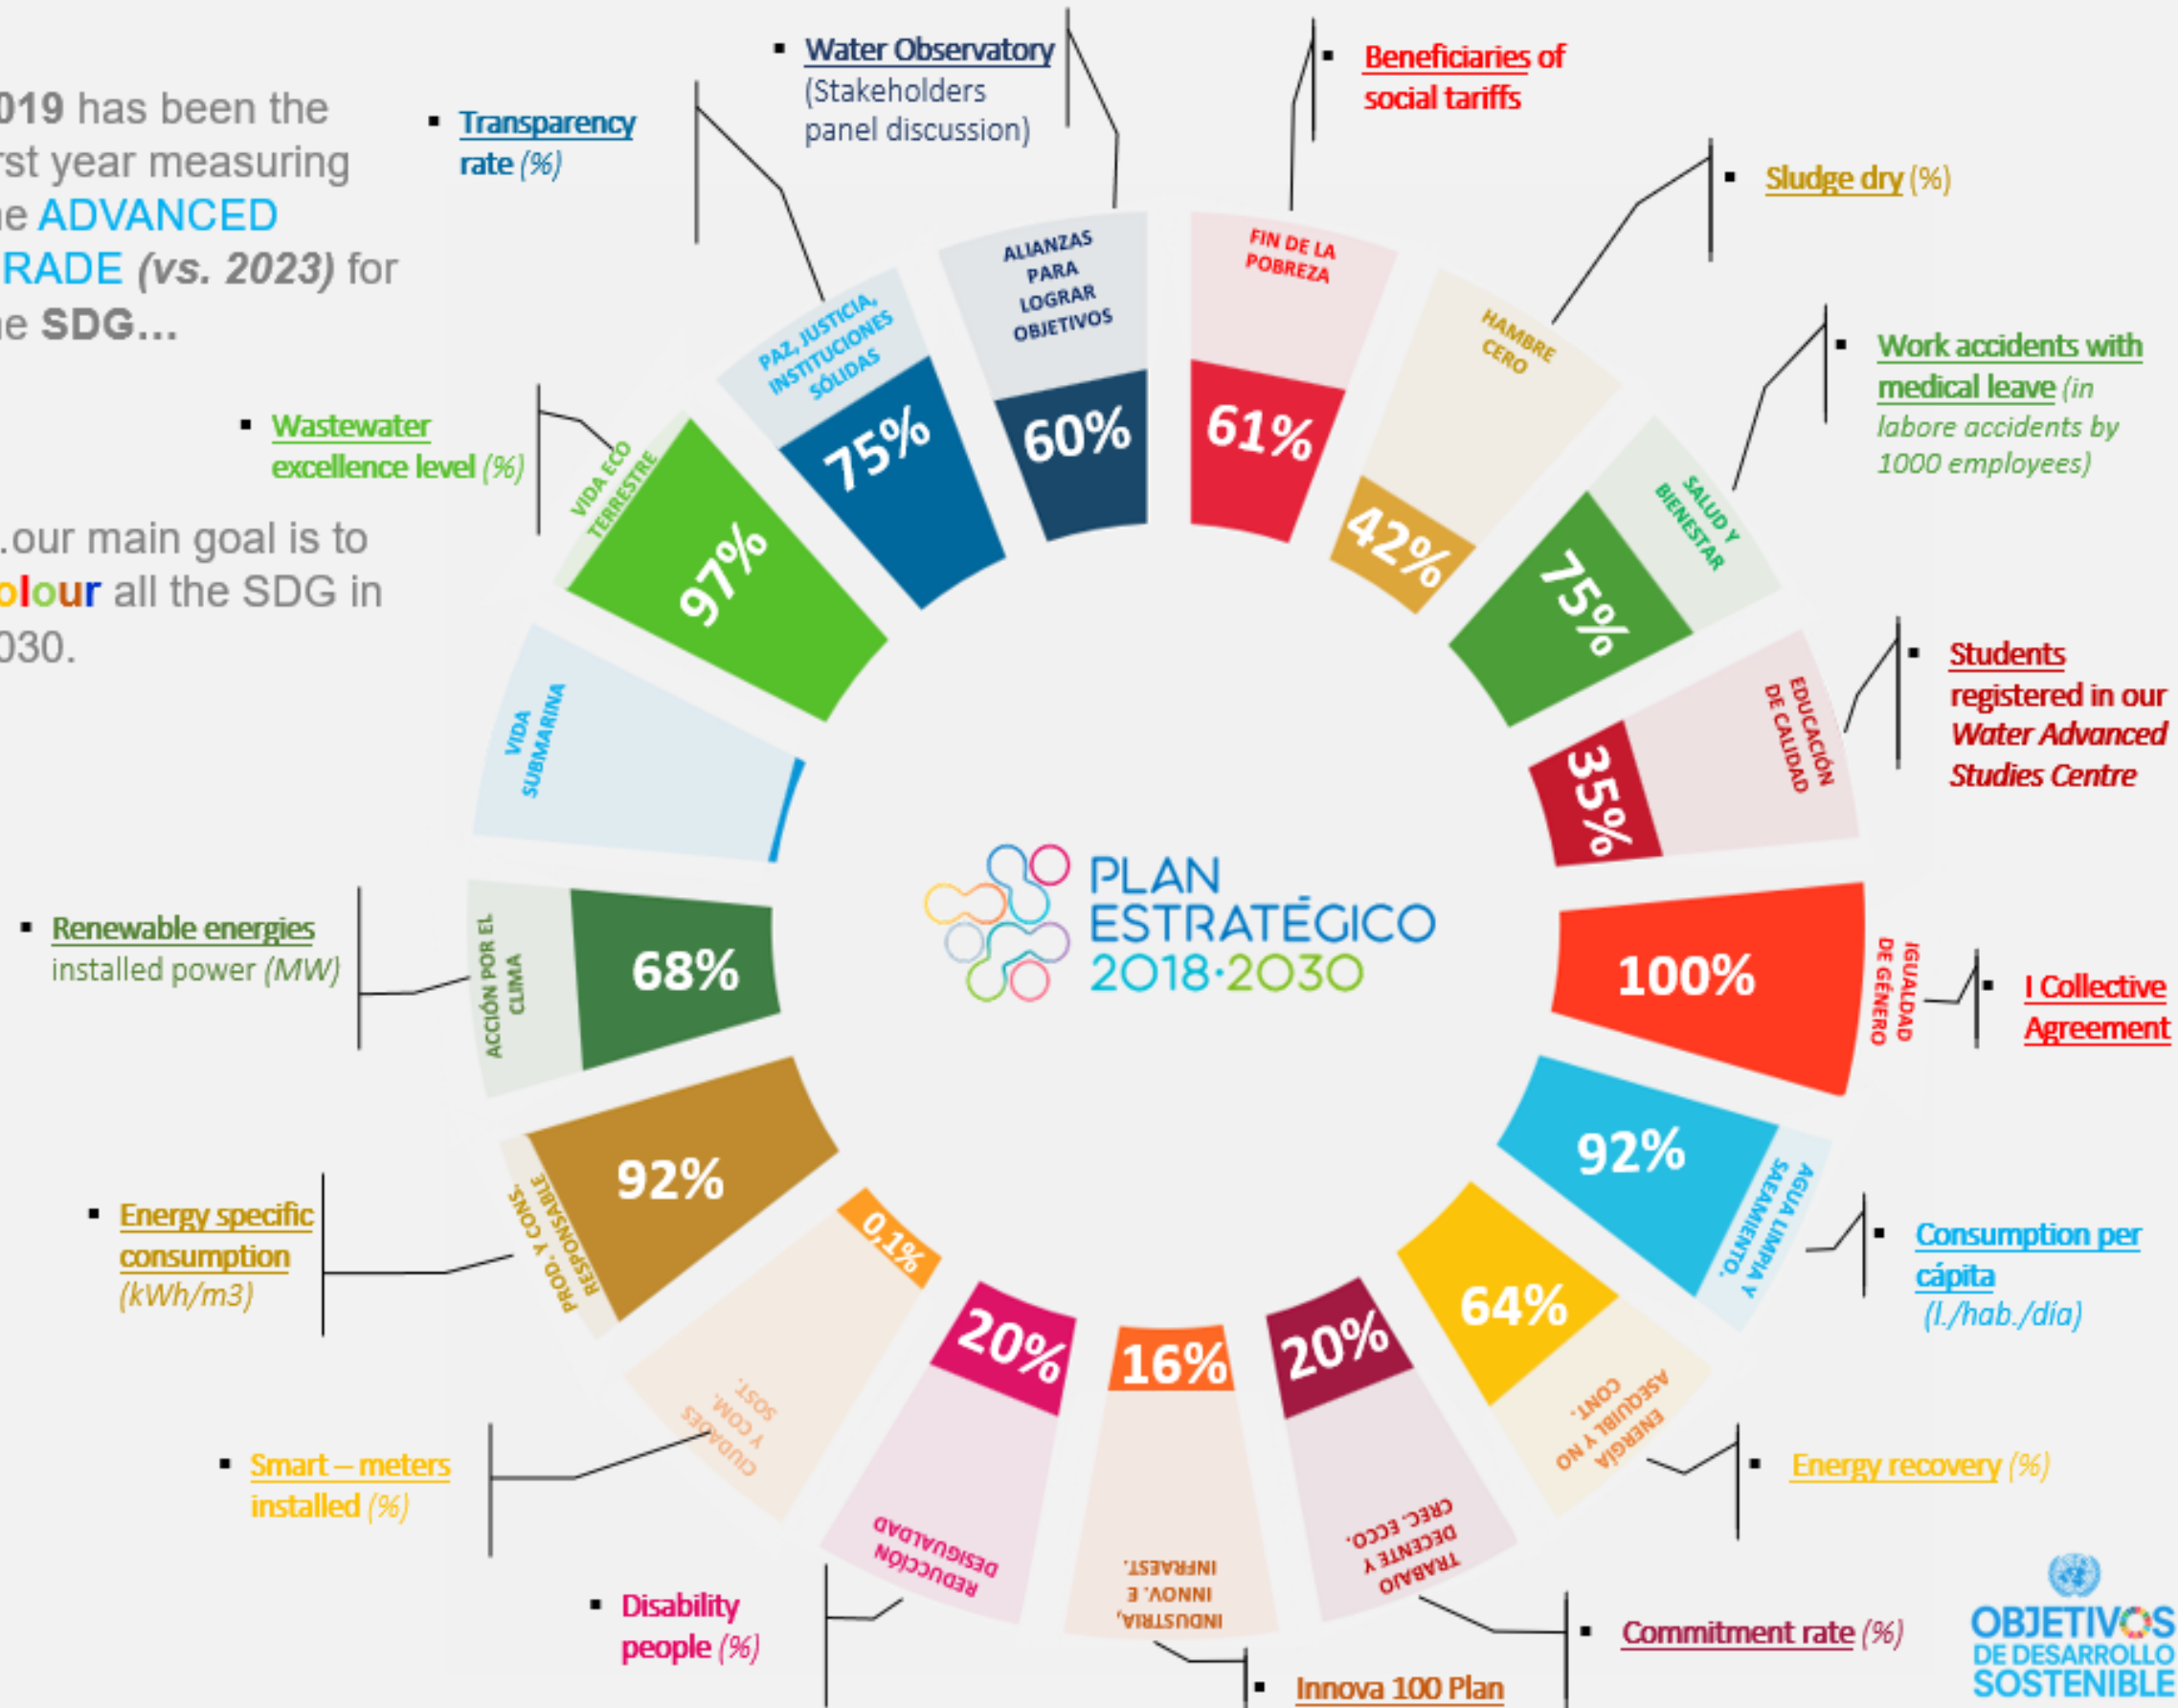 019 has been the
rst year measuring
e ADVANCED
RADE (vs. 2023) for
e SDG...
.our main goal is to
olour all the SDG in
030.
▪ Water Observatory
(Stakeholders
panel discussion)
▪ Beneficiaries of
social tariffs
▪ Transparency
rate (%)
▪ Sludge dry (%)
▪ Work accidents with
medical leave (in
labore accidents by
1000 employees)
▪ Wastewater
excellence level (%)
▪ Students
registered in our
Water Advanced
Studies Centre
▪ Renewable energies
installed power (MW)
▪ I Collective
Agreement
▪ Energy specific
consumption
(kWh/m3)
▪ Consumption per
cápita
(l./hab./día)
▪ Smart – meters
installed (%)
▪ Energy recovery (%)
▪ Disability
people (%)
▪ Commitment rate (%)
▪ Innova 100 Plan
FIN DE LA
POBREZA
61%
HAMBRE
CERO
42%
SALUD Y
BIENESTAR
75%
EDUCACIÓN
DE CALIDAD
35%
IGUALDAD
DE GÉNERO
100%
AGUA LIMPIA Y
SAEAMIENTO.
92%
ENERGÍA
ASEQUIBL Y NO
CONT.
64%
TRABAJO
DECENTE Y
CREC. ECCO.
20%
INDUSTRIA,
INNOV. E
INFRAEST.
16%
REDUCCÍÓN
DESIGUALDAD
20%
CIUDADES
Y COM.
SOST.
0,1%
PROD. Y CONS.
RESPONSABLE
92%
ACCIÓN POR EL
CLIMA
68%
VIDA
SUBMARINA
VIDA ECO
TERRESTRE
97%
PAZ, JUSTICIA,
INSTITUCIONES
SÓLIDAS
75%
ALIANZAS
PARA
LOGRAR
OBJETIVOS
60%
PLAN
ESTRATÉGICO
2018·2030
OBJETIVOS
DE DESARROLLO
SOSTENIBLE